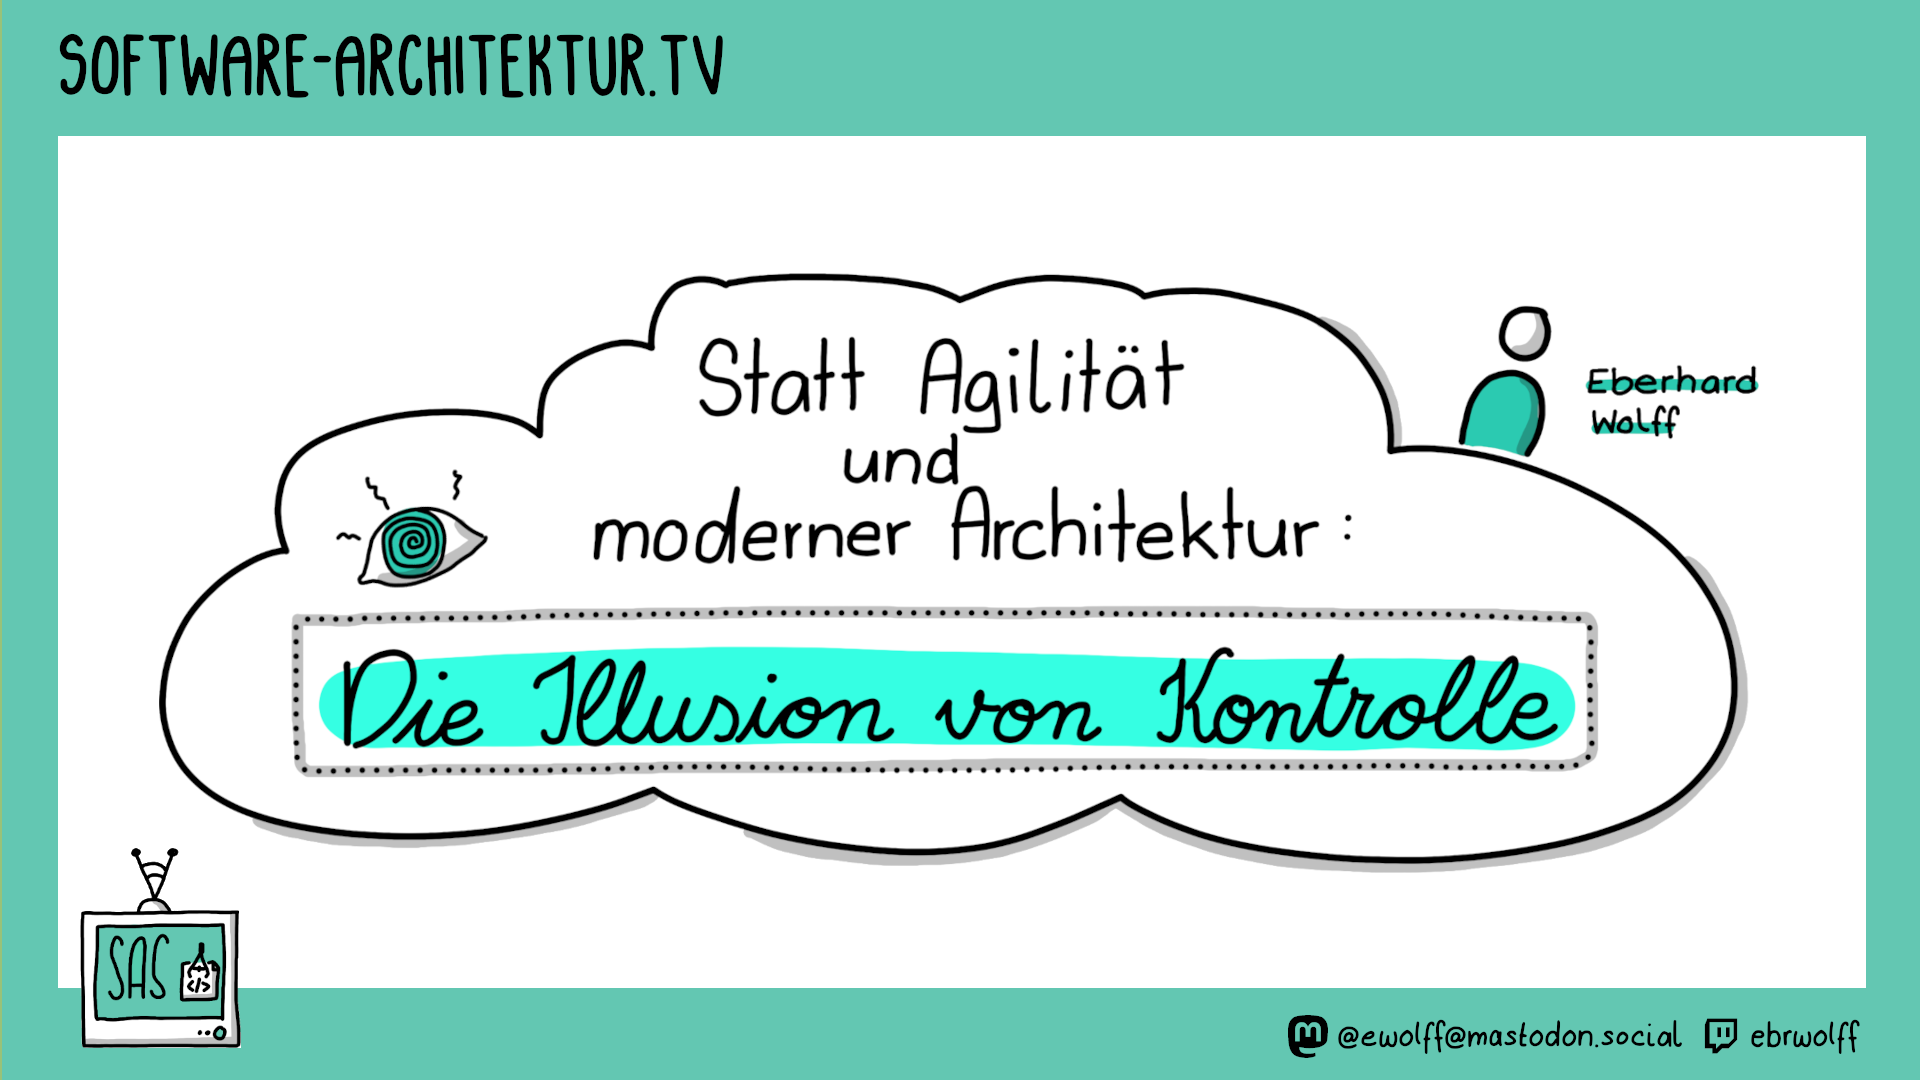 SOFTWARE-ARCHITEKTUR.TV
Statt Agilität
und
moderner Architektur:
Die Illusion von Kontrolle
Eberhard
Wolff
SAS
</>
@ewolff@mastodon.social ebrwolff